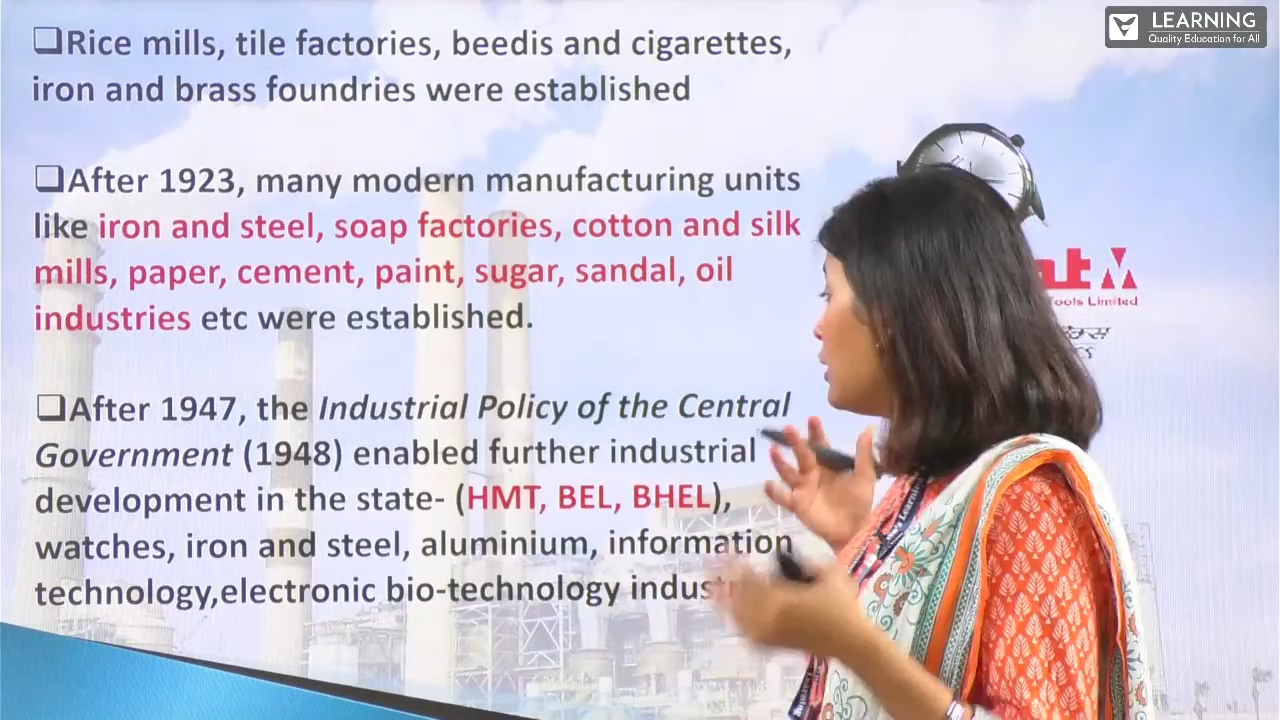 LEARNING
Quality Education for All
❑Rice mills, tile factories, beedis and cigarettes,
iron and brass foundries were established
❑After 1923, many modern manufacturing units
like iron and steel, soap factories, cotton and silk
mills, paper, cement, paint, sugar, sandal, oil
industries etc were established.
❑After 1947, the Industrial Policy of the Central
Government (1948) enabled further industrial
development in the state- (HMT, BEL, BHEL),
watches, iron and steel, aluminium, information
technology,electronic bio-technology
Tools Limited